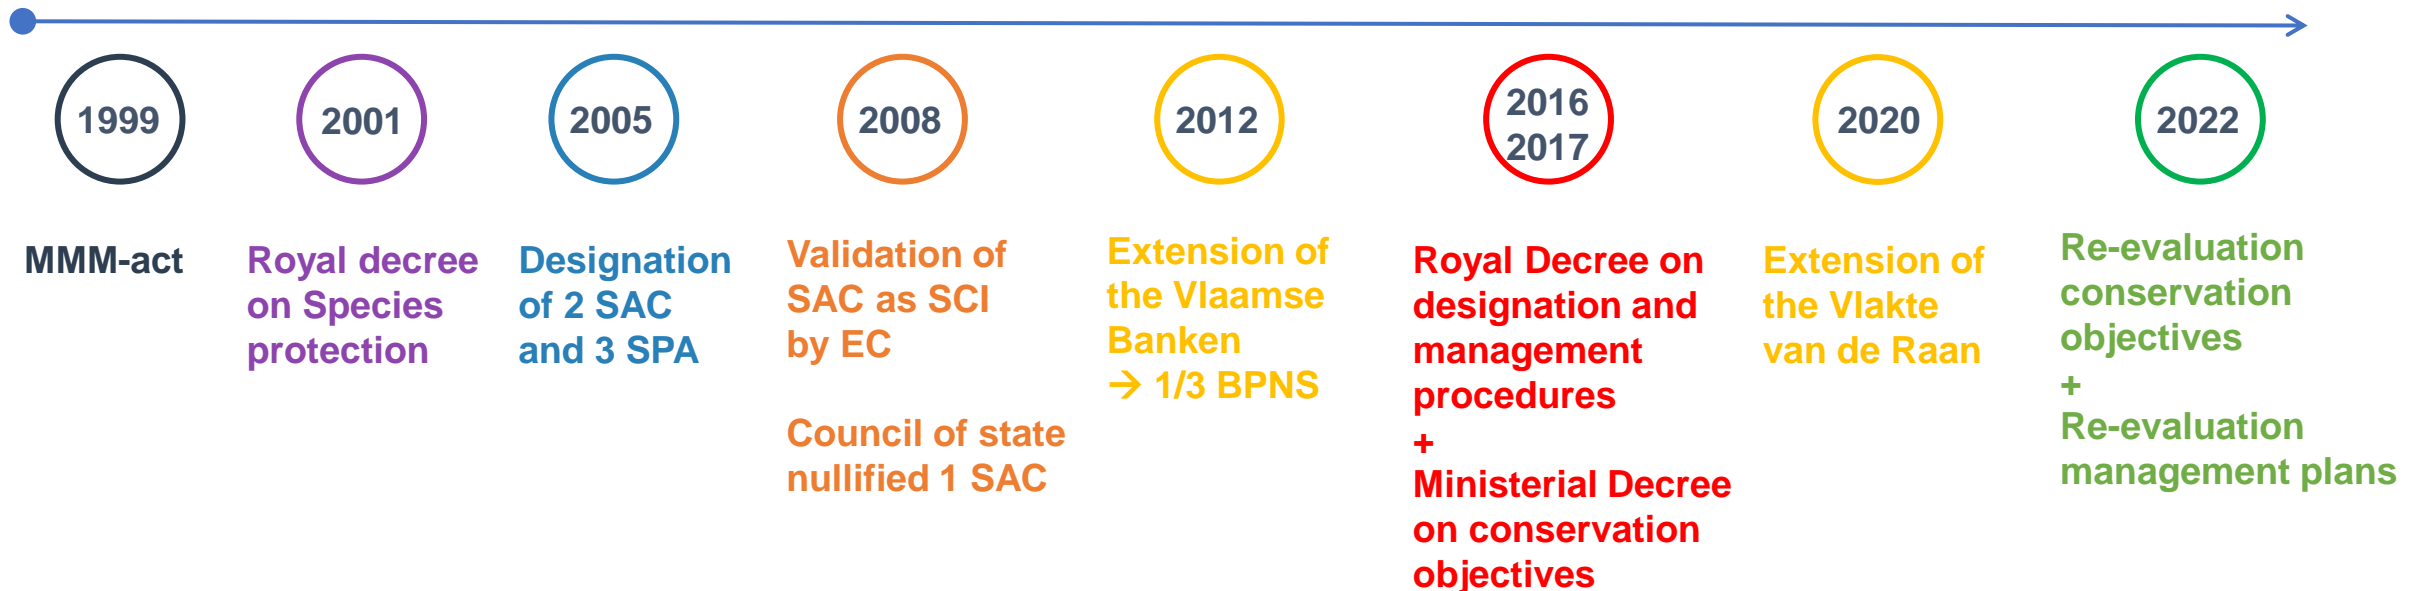 1999
MMM-act
2001
Royal decree
on Species
protection
2005
Designation
of 2 SAC
and 3 SPA
2008
Validation of
SAC as SCI
by EC
Council of state
nullified 1 SAC
2012
Extension of
the Vlaamse
Banken
→ 1/3 BPNS
2016
2017
Royal Decree on
designation and
management
procedures
+
Ministerial Decree
on conservation
objectives
2020
Extension of
the Vlakte
van de Raan
2022
Re-evaluation
conservation
objectives
+
Re-evaluation
management plans